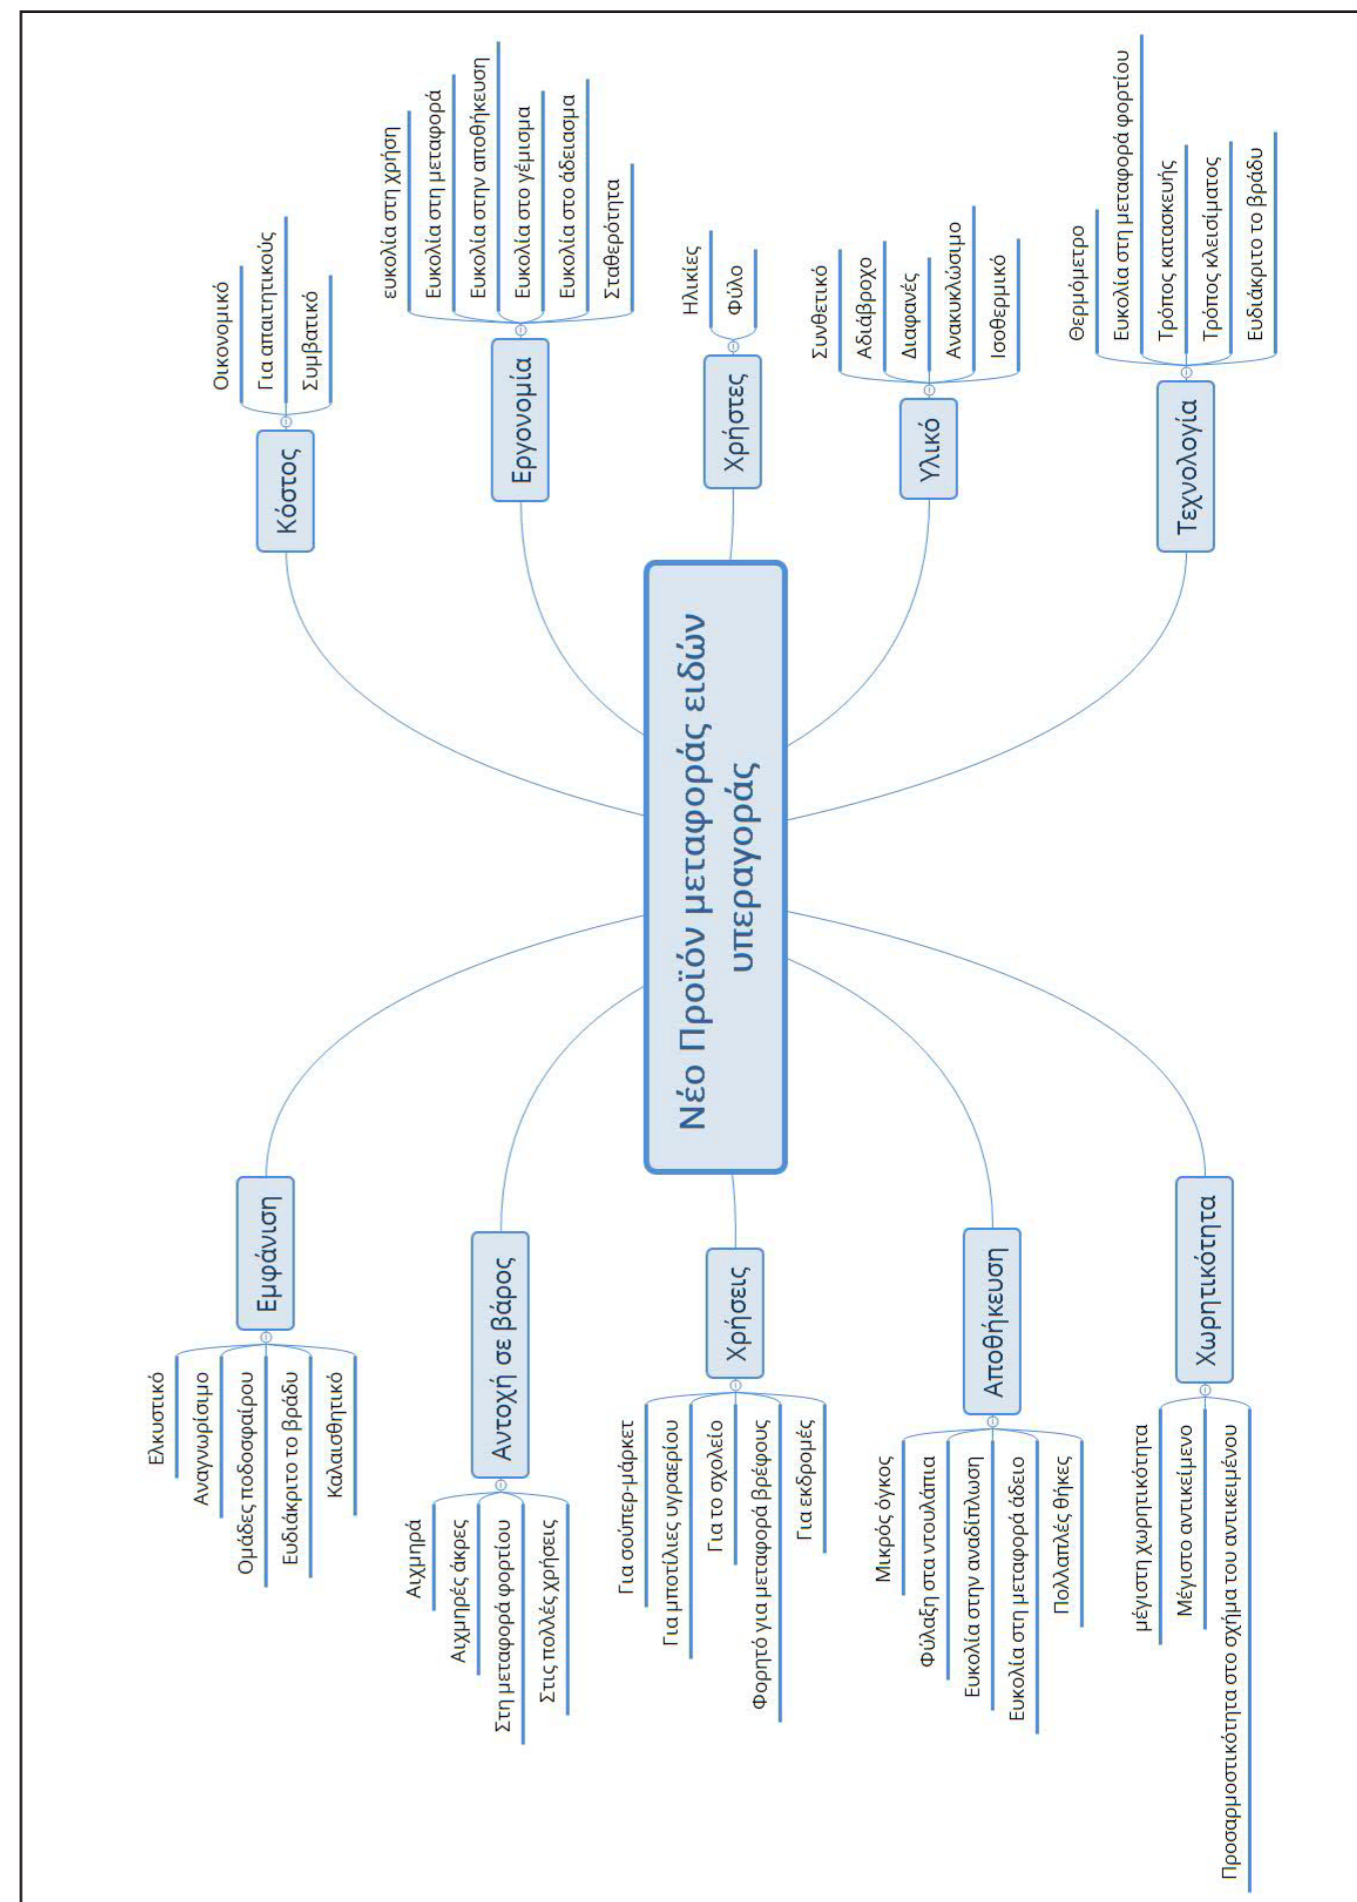 Νέο Προϊόν μεταφοράς ειδών
υπεραγοράς
Κόστος
Οικονομικό
Για απαιτητικούς
Συμβατικό
Εργονομία
ευκολία στη χρήση
Ευκολία στη μεταφορά
Ευκολία στην αποθήκευση
Ευκολία στο γέμισμα
Ευκολία στο άδειασμα
Σταθερότητα
Χρήστες
Ηλικίες
Φύλο
Υλικό
Συνθετικό
Αδιάβροχο
Διαφανές
Ανακυκλώσιμο
Ισοθερμικό
Τεχνολογία
Θερμόμετρο
Ευκολία στη μεταφορά φορτίου
Τρόπος κατασκευής
Τρόπος κλεισίματος
Ευδιάκριτο το βράδυ
Εμφάνιση
Ελκυστικό
Αναγνωρίσιμο
Ομάδες ποδοσφαίρου
Ευδιάκριτο το βράδυ
Καλαισθητικό
Αντοχή σε βάρος
Αιχμηρά
Αιχμηρές άκρες
Στη μεταφορά φορτίου
Στις πολλές χρήσεις
Χρήσεις
Για σούπερ-μάρκετ
Για μποτίλιες υγραερίου
Για το σχολείο
Φορητό για μεταφορά βρέφους
Για εκδρομές
Αποθήκευση
Μικρός όγκος
Φύλαξη στα ντουλάπια
Ευκολία στην αναδίπλωση
Ευκολία στη μεταφορά άδειο
Πολλαπλές θήκες
Χωρητικότητα
μέγιστη χωρητικότητα
Μέγιστο αντικείμενο
Προσαρμοστικότητα στο σχήμα του αντικειμένου